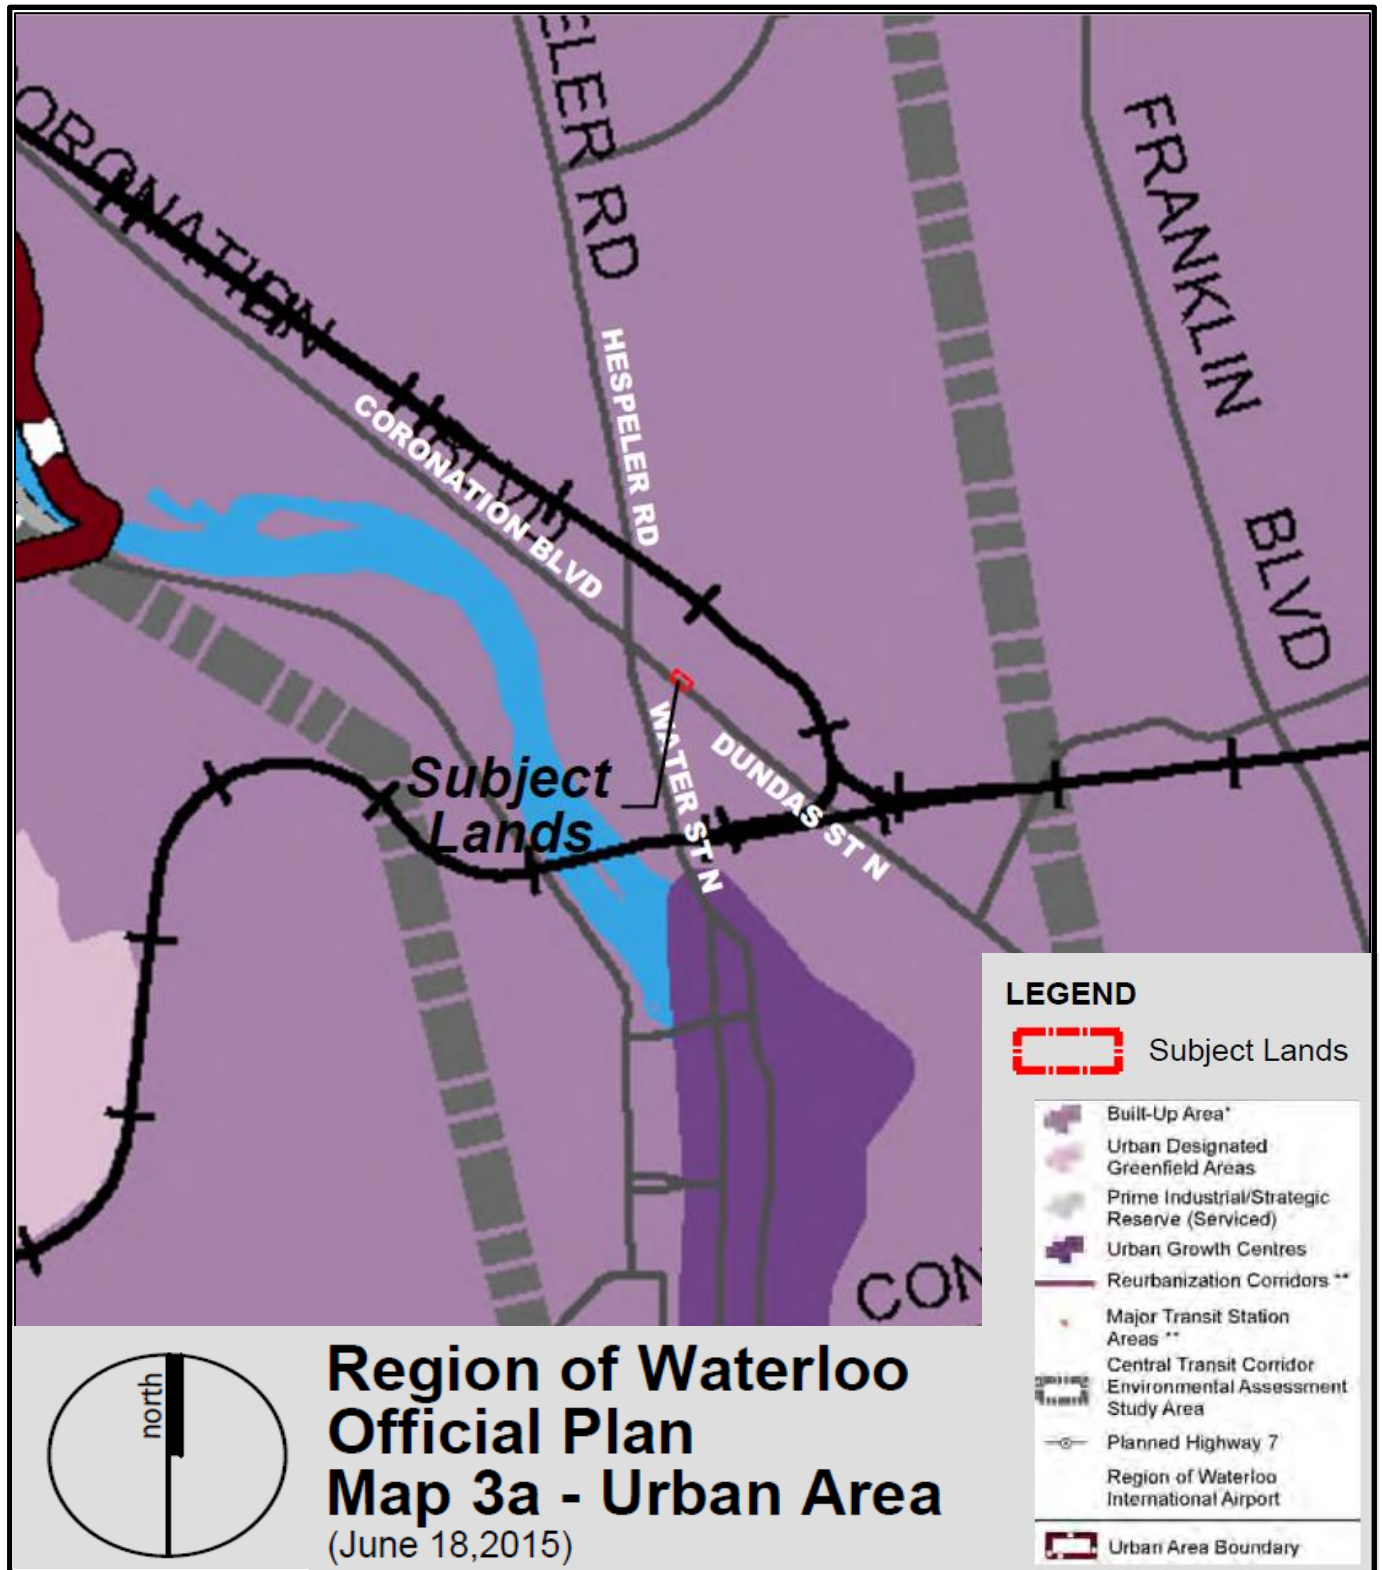 ORONATION
BLVD
ELER RD
FRANKLIN
BLVD
HESPELER RD
CORONATION BLVD
WATER ST N
DUNDAS ST N
Subject
Lands
CON
LEGEND
Subject Lands
Built-Up Area*
Urban Designated
Greenfield Areas
Prime Industrial/Strategic
Reserve (Serviced)
Urban Growth Centres
Reurbanization Corridors **
Major Transit Station
Areas **
Central Transit Corridor
Environmental Assessment
Study Area
Planned Highway 7
Region of Waterloo
International Airport
Urban Area Boundary
north
Region of Waterloo
Official Plan
Map 3a - Urban Area
(June 18,2015)